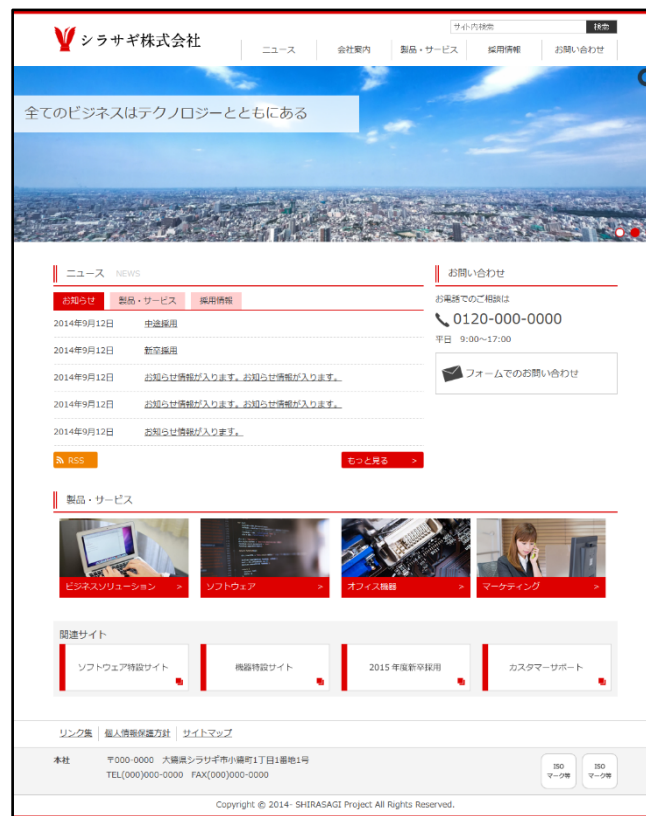 サイト内検索 検索
シラサギ株式会社
ニュース 会社案内 製品・サービス 採用情報 お問い合わせ
全てのビジネスはテクノロジーとともにある
ニュース NEWS
お知らせ 製品・サービス 採用情報
2014年9月12日 中途採用
2014年9月12日 新卒採用
2014年9月12日 お知らせ情報が入ります。お知らせ情報が入ります。
2014年9月12日 お知らせ情報が入ります。お知らせ情報が入ります。
2014年9月12日 お知らせ情報が入ります。
RSS もっと見る >
お問い合わせ
お電話でのご相談は
0120-000-0000
平日 9:00～17:00
フォームでのお問い合わせ
製品・サービス
ビジネスソリューション > ソフトウェア > オフィス機器 > マーケティング >
関連サイト
ソフトウェア特設サイト 機器特設サイト 2015年度新卒採用 カスタマーサポート
リンク集 個人情報保護方針 サイトマップ
本社 〒000-0000 大鷺県シラサギ市小鷺町1丁目1番地1号
TEL(000)000-0000 FAX(000)000-0000
ISO
マーク等
ISO
マーク等
Copyright © 2014- SHIRASAGI Project All Rights Reserved.